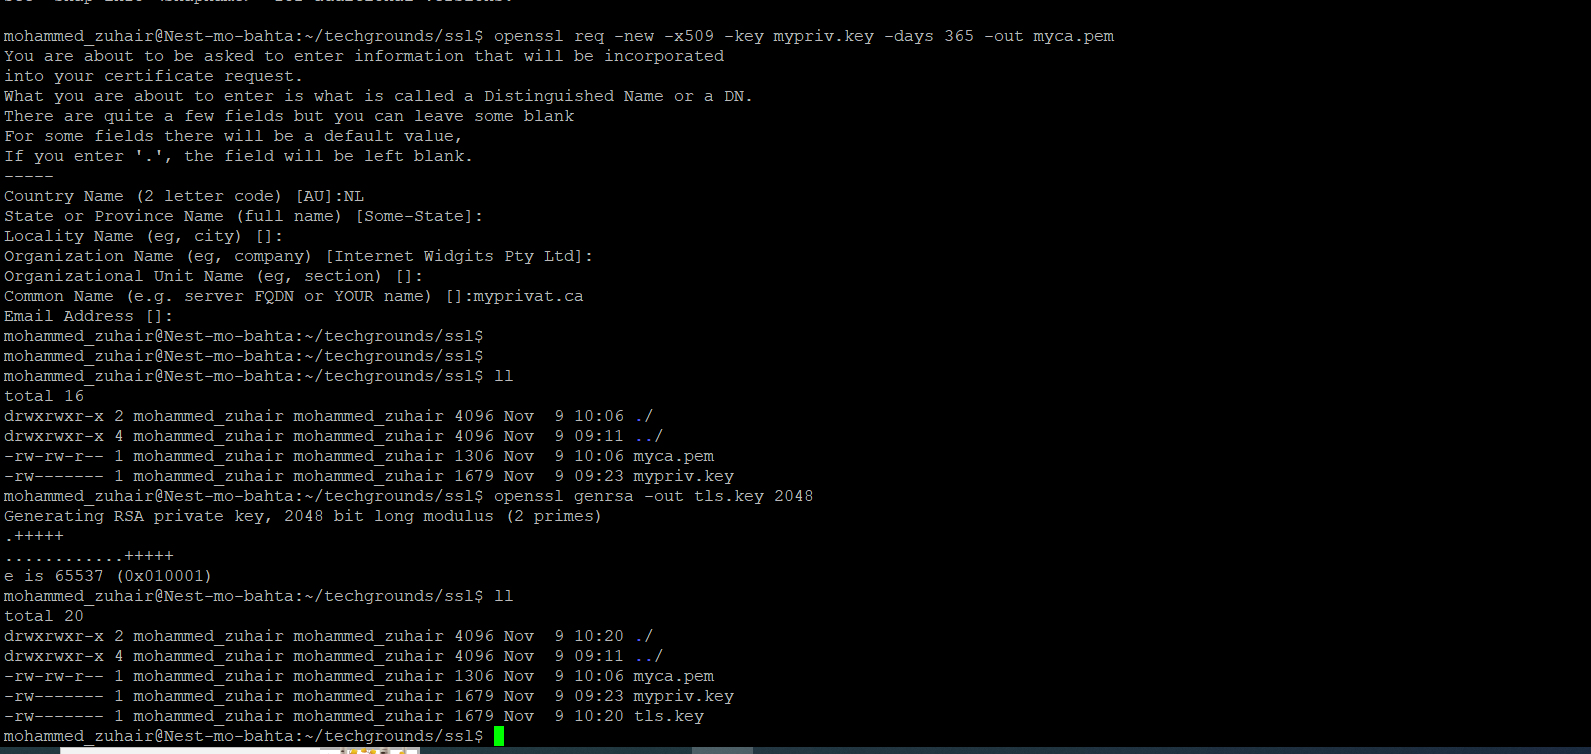 mohammed_zuhair@Nest-mo-bahta:~/techgrounds/ssl$ openssl req -new -x509 -key mypriv.key -days 365 -out myca.pem
You are about to be asked to enter information that will be incorporated
into your certificate request.
What you are about to enter is what is called a Distinguished Name or a DN.
There are quite a few fields but you can leave some blank
For some fields there will be a default value,
If you enter '.', the field will be left blank.
-----
Country Name (2 letter code) [AU]:NL
State or Province Name (full name) [Some-State]:
Locality Name (eg, city) []:
Organization Name (eg, company) [Internet Widgits Pty Ltd]:
Organizational Unit Name (eg, section) []:
Common Name (e.g. server FQDN or YOUR name) []:myprivat.ca
Email Address []:
mohammed_zuhair@Nest-mo-bahta:~/techgrounds/ssl$
mohammed_zuhair@Nest-mo-bahta:~/techgrounds/ssl$
mohammed_zuhair@Nest-mo-bahta:~/techgrounds/ssl$ ll
total 16
drwxrwxr-x 2 mohammed_zuhair mohammed_zuhair 4096 Nov  9 10:06 ./
drwxrwxr-x 4 mohammed_zuhair mohammed_zuhair 4096 Nov  9 09:11 ../
-rw-rw-r-- 1 mohammed_zuhair mohammed_zuhair 1306 Nov  9 10:06 myca.pem
-rw------- 1 mohammed_zuhair mohammed_zuhair 1679 Nov  9 09:23 mypriv.key
mohammed_zuhair@Nest-mo-bahta:~/techgrounds/ssl$ openssl genrsa -out tls.key 2048
Generating RSA private key, 2048 bit long modulus (2 primes)
.+++++
............+++++
e is 65537 (0x010001)
mohammed_zuhair@Nest-mo-bahta:~/techgrounds/ssl$ ll
total 20
drwxrwxr-x 2 mohammed_zuhair mohammed_zuhair 4096 Nov  9 10:20 ./
drwxrwxr-x 4 mohammed_zuhair mohammed_zuhair 4096 Nov  9 09:11 ../
-rw-rw-r-- 1 mohammed_zuhair mohammed_zuhair 1306 Nov  9 10:06 myca.pem
-rw------- 1 mohammed_zuhair mohammed_zuhair 1679 Nov  9 09:23 mypriv.key
-rw------- 1 mohammed_zuhair mohammed_zuhair 1679 Nov  9 10:20 tls.key
mohammed_zuhair@Nest-mo-bahta:~/techgrounds/ssl$